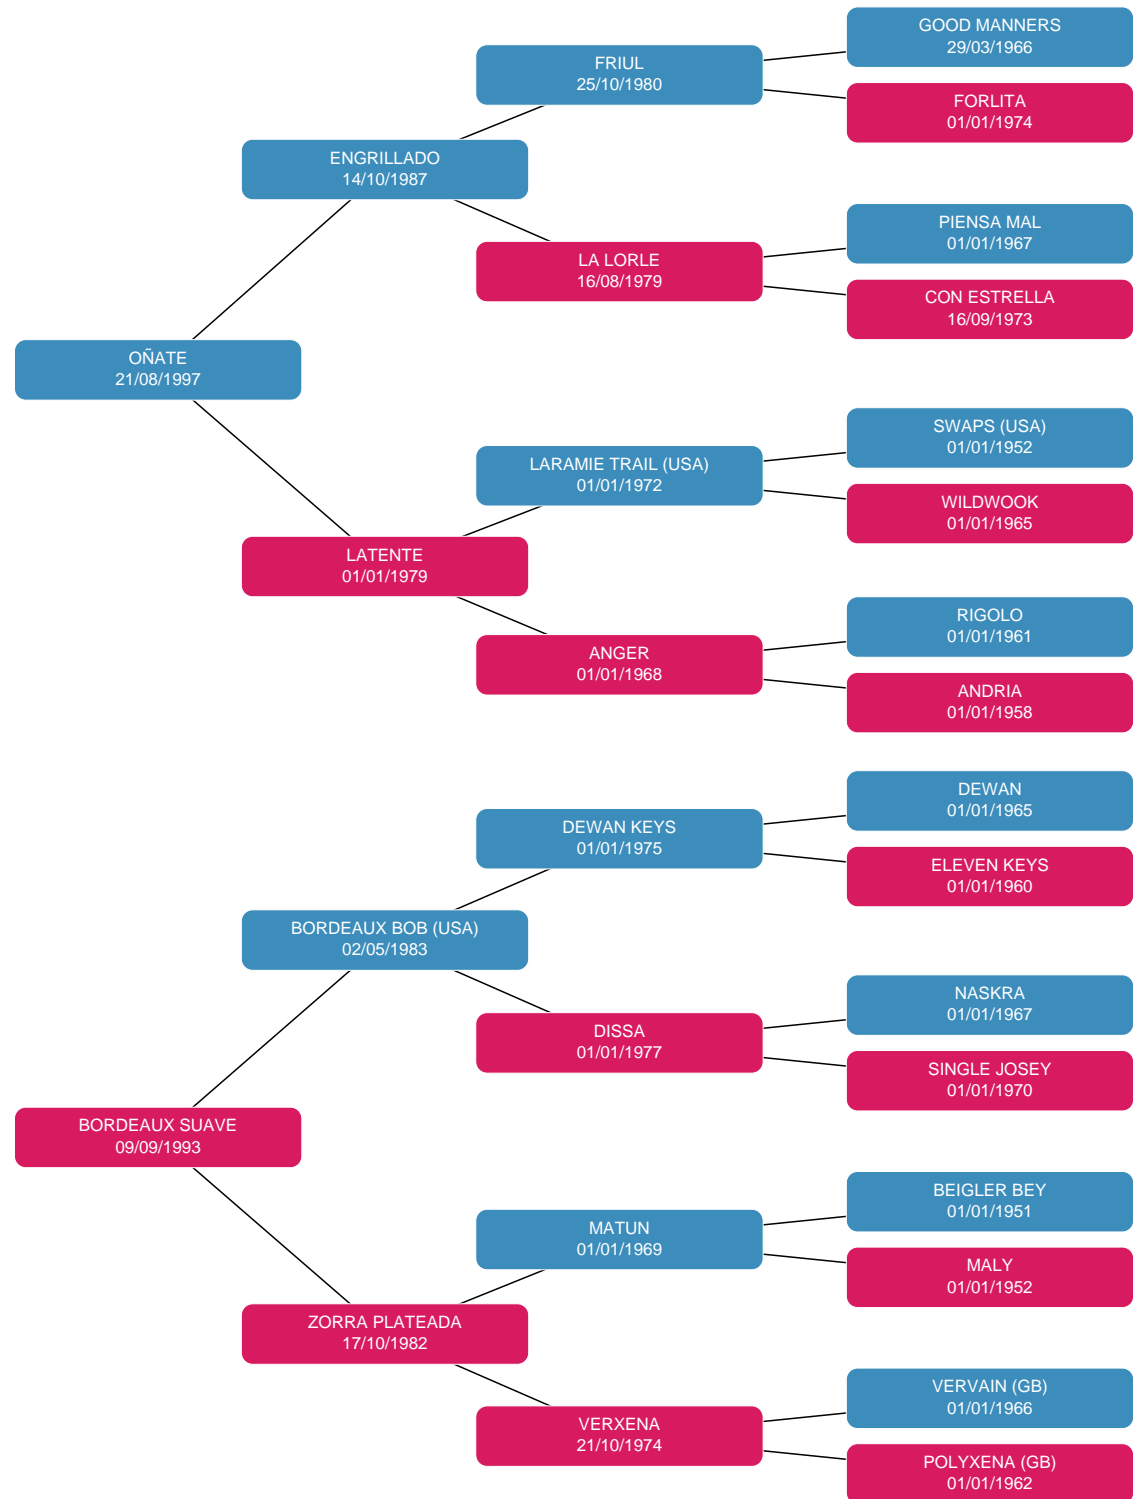 GOOD MANNERS
29/03/1966
FRIUL
25/10/1980
FORLITA
01/01/1974
ENGRILLADO
14/10/1987
PIENSA MAL
01/01/1967
LA LORLE
16/08/1979
CON ESTRELLA
16/09/1973
OÑATE
21/08/1997
SWAPS (USA)
01/01/1952
LARAMIE TRAIL (USA)
01/01/1972
WILDWOOK
01/01/1965
LATENTE
01/01/1979
RIGOLO
01/01/1961
ANGER
01/01/1968
ANDRIA
01/01/1958
DEWAN
01/01/1965
DEWAN KEYS
01/01/1975
ELEVEN KEYS
01/01/1960
BORDEAUX BOB (USA)
02/05/1983
NASKRA
01/01/1967
DISSA
01/01/1977
SINGLE JOSEY
01/01/1970
BORDEAUX SUAVE
09/09/1993
BEIGLER BEY
01/01/1951
MATUN
01/01/1969
MALY
01/01/1952
ZORRA PLATEADA
17/10/1982
VERVAIN (GB)
01/01/1966
VERXENA
21/10/1974
POLYXENA (GB)
01/01/1962